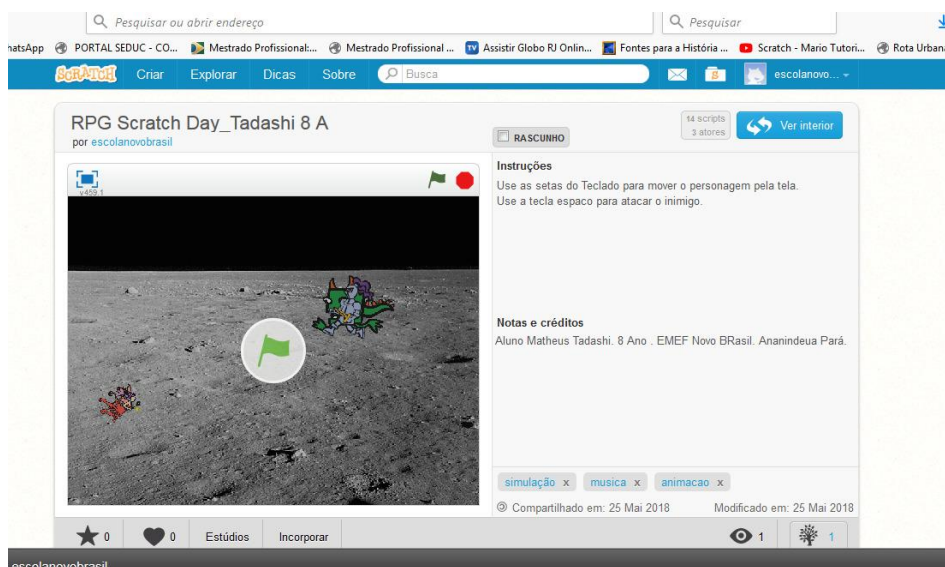 Pesquisar ou abrir endereço
Pesquisar
hatsApp PORTAL SEDUC - CO... Mestrado Profissional:... Mestrado Profissional ... Assistir Globo RJ Onlin... Fontes para a História ... Scratch - Mario Tutori... Rota Urban
SCRATCH Criar Explorar Dicas Sobre Busca escolanovo...
RPG Scratch Day_Tadashi 8 A
por escolanovobrasil
RASCUNHO
14 scripts
3 atores
Ver interior
v459.1
Instruções
Use as setas do Teclado para mover o personagem pela tela.
Use a tecla espaco para atacar o inimigo.
Notas e créditos
Aluno Matheus Tadashi. 8 Ano . EMEF Novo BRasil. Ananindeua Pará.
simulação x musica x animacao x
Compartilhado em: 25 Mai 2018 Modificado em: 25 Mai 2018
0 0 Estúdios Incorporar 1 1
escolanovobrasil